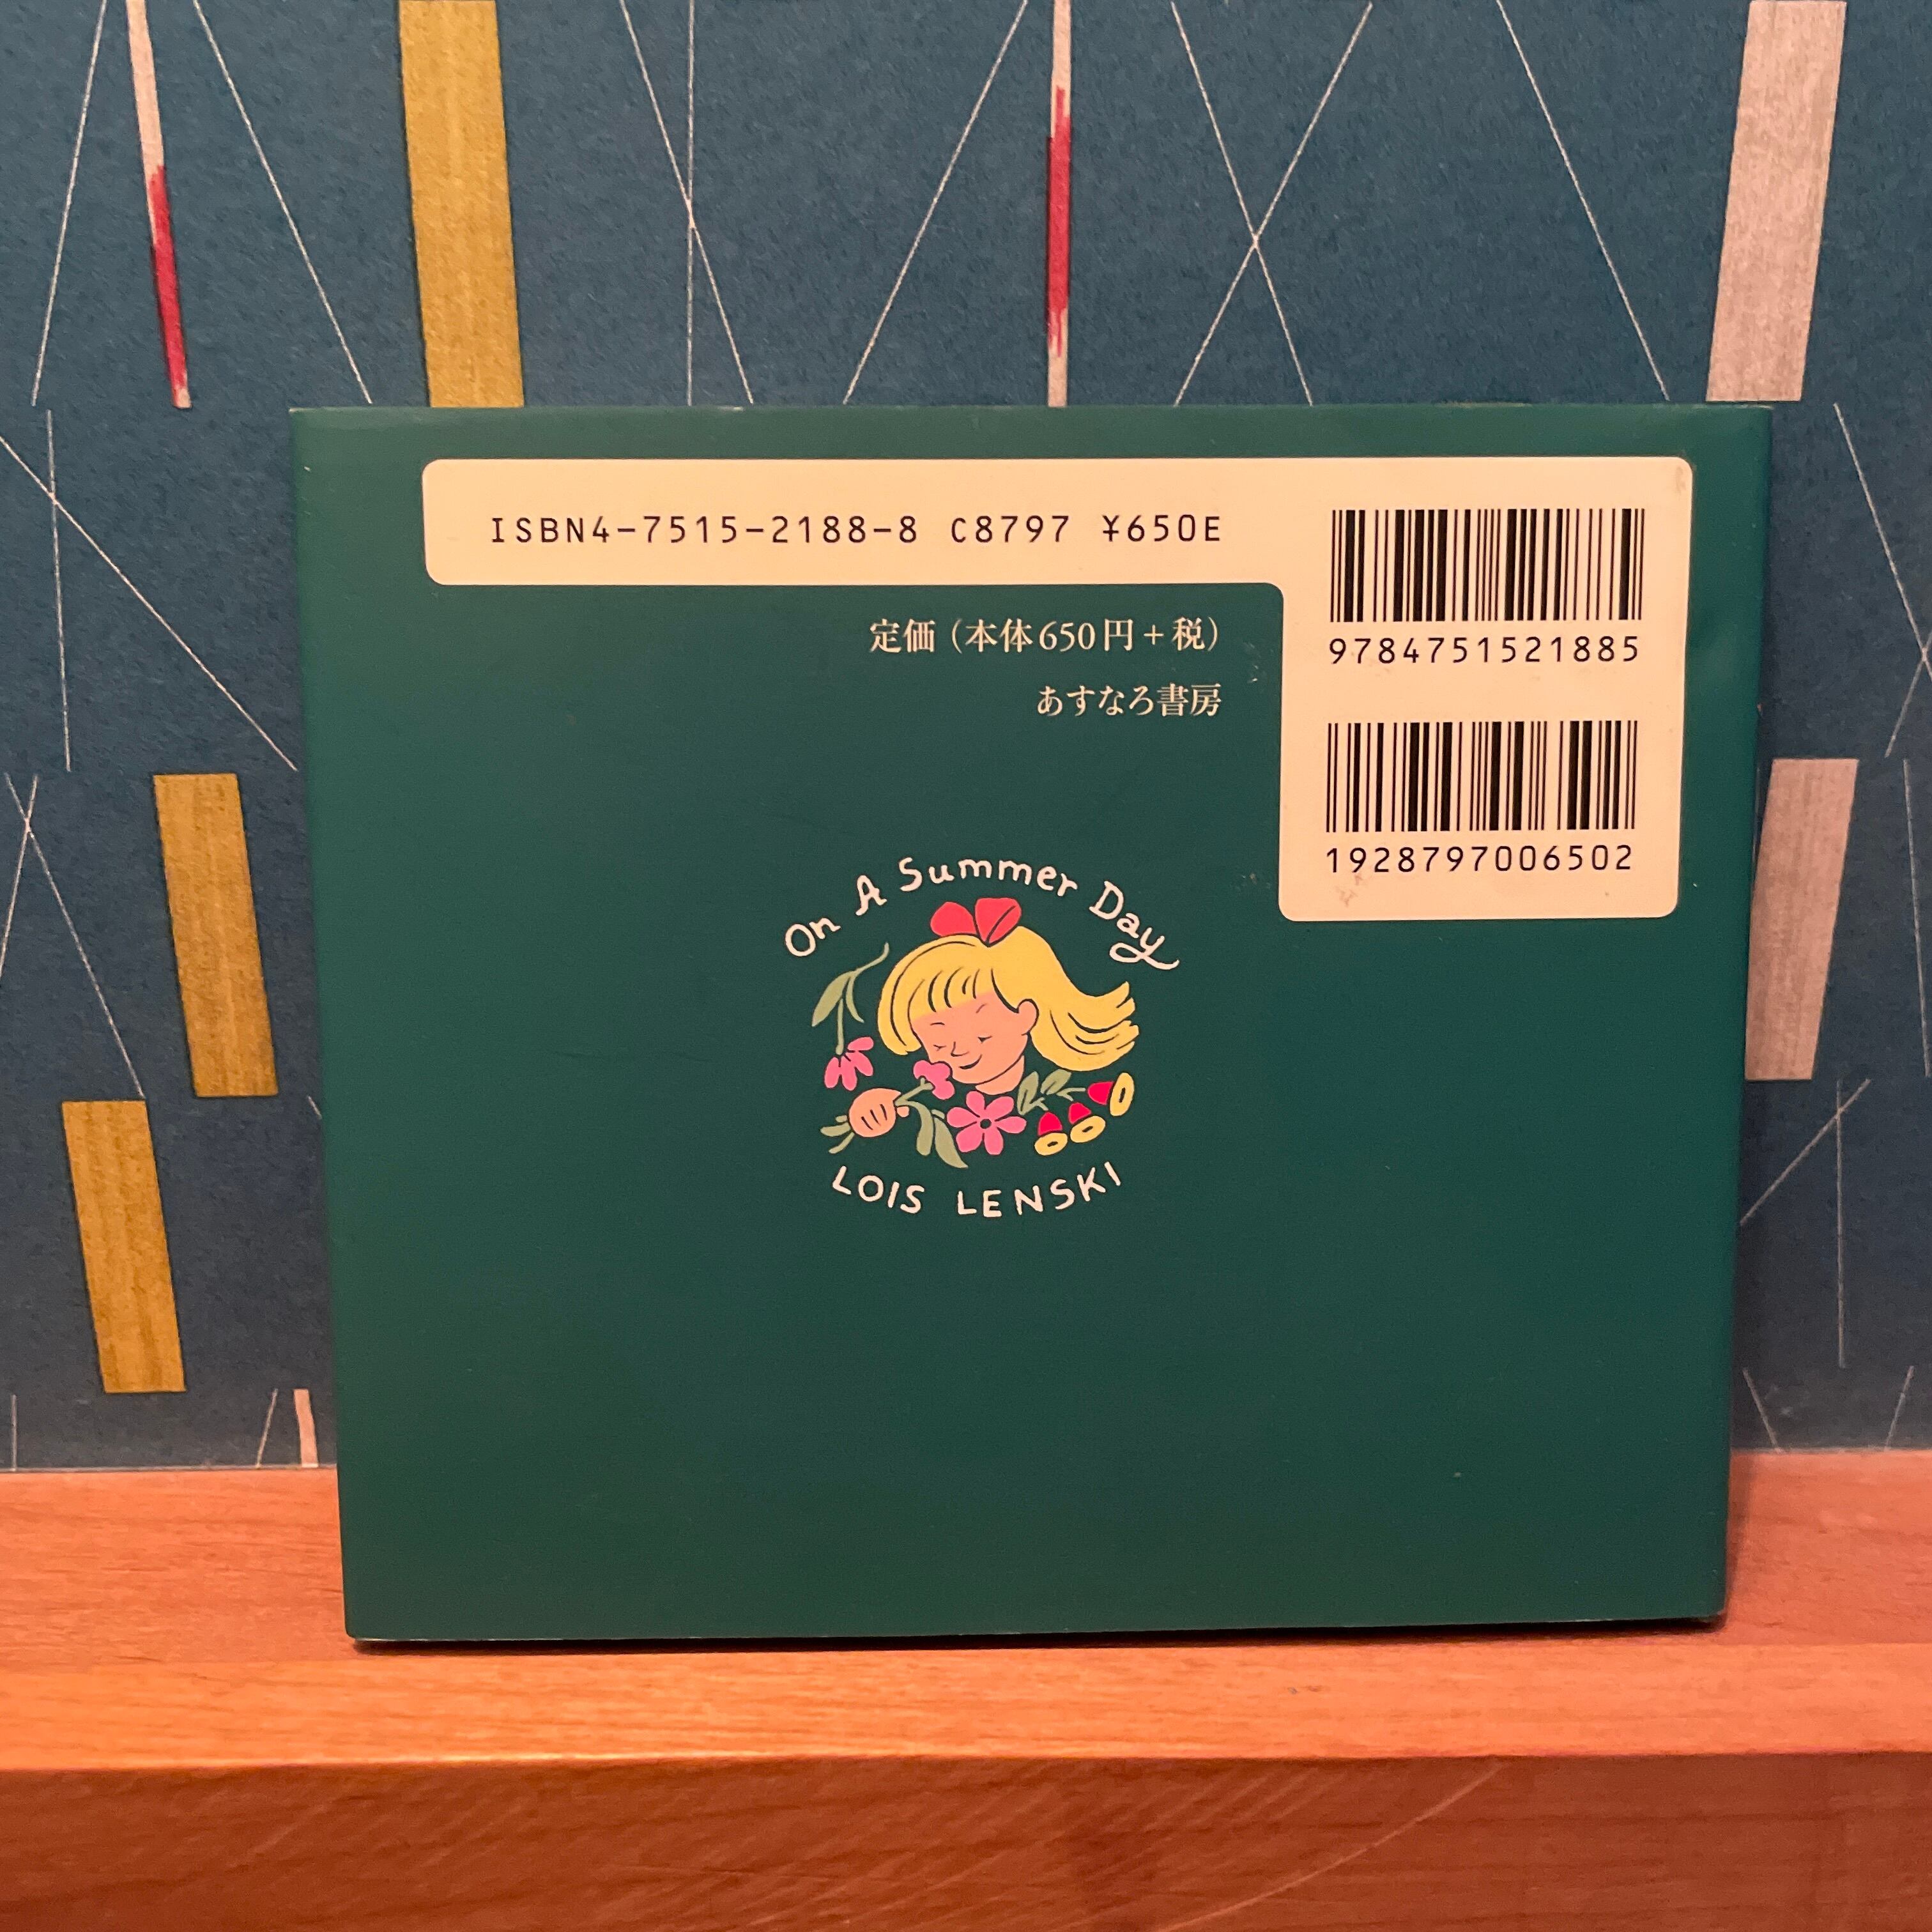 ISBN4-7515-2188-8 C8797 ¥650E
9784751521885
定価（本体650円＋税）
あすなろ書房
1928797006502
On A Summer Day
LOIS LENSKI